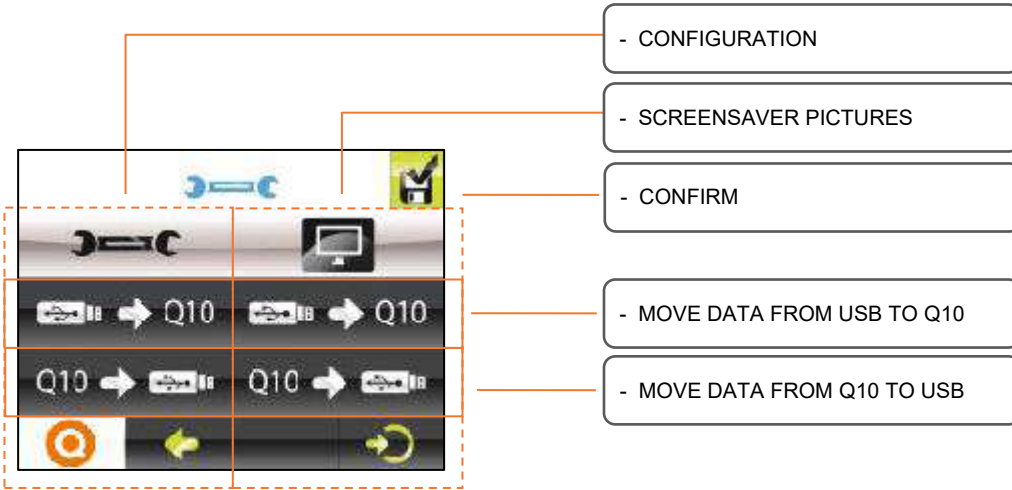 - CONFIGURATION
- SCREENSAVER PICTURES
- CONFIRM
Q10 Q10
- MOVE DATA FROM USB TO Q10
Q10 Q10
- MOVE DATA FROM Q10 TO USB
Q